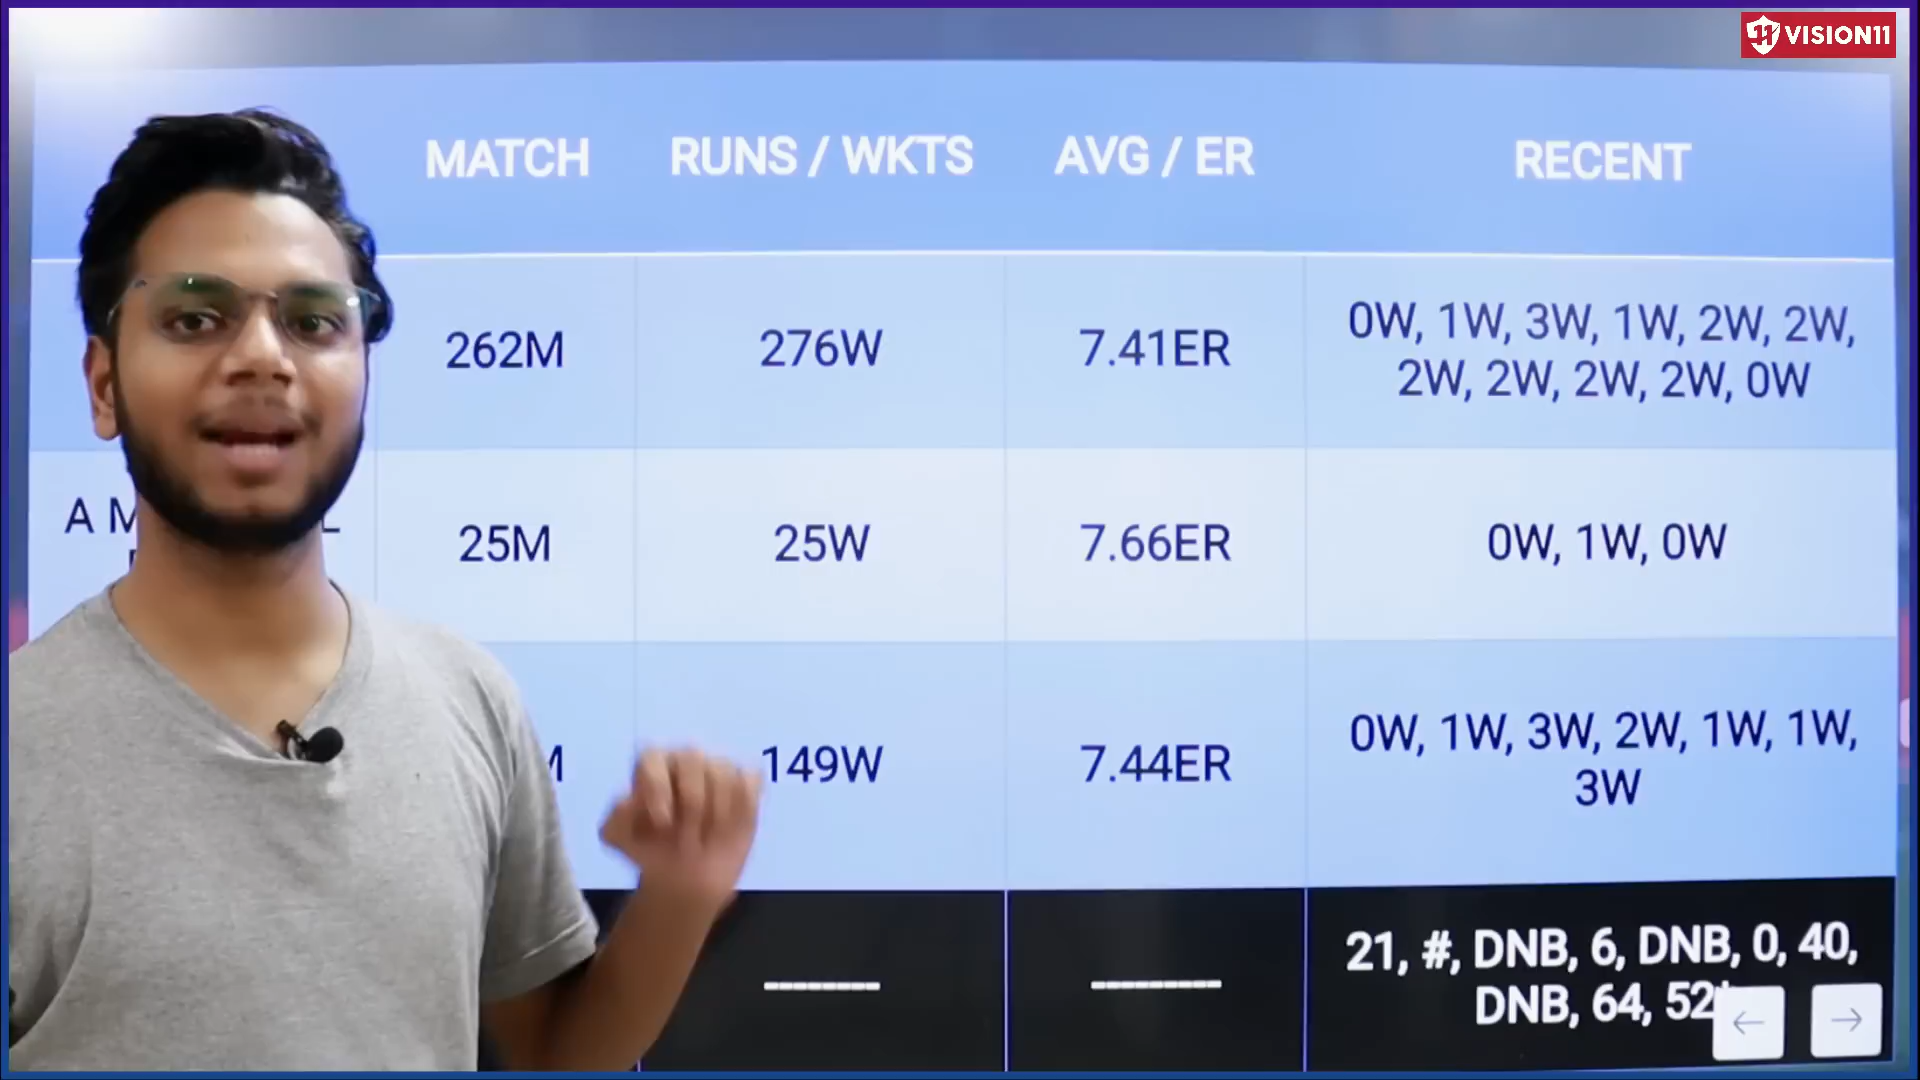 VISION11
MATCH RUNS / WKTS AVG / ER RECENT
262M 276W 7.41ER 0W, 1W, 3W, 1W, 2W, 2W,
2W, 2W, 2W, 2W, 0W
A
25M 25W 7.66ER 0W, 1W, 0W
149W 7.44ER 0W, 1W, 3W, 2W, 1W, 1W,
3W
-------- --------- 21, #, DNB, 6, DNB, 0, 40,
DNB, 64, 52